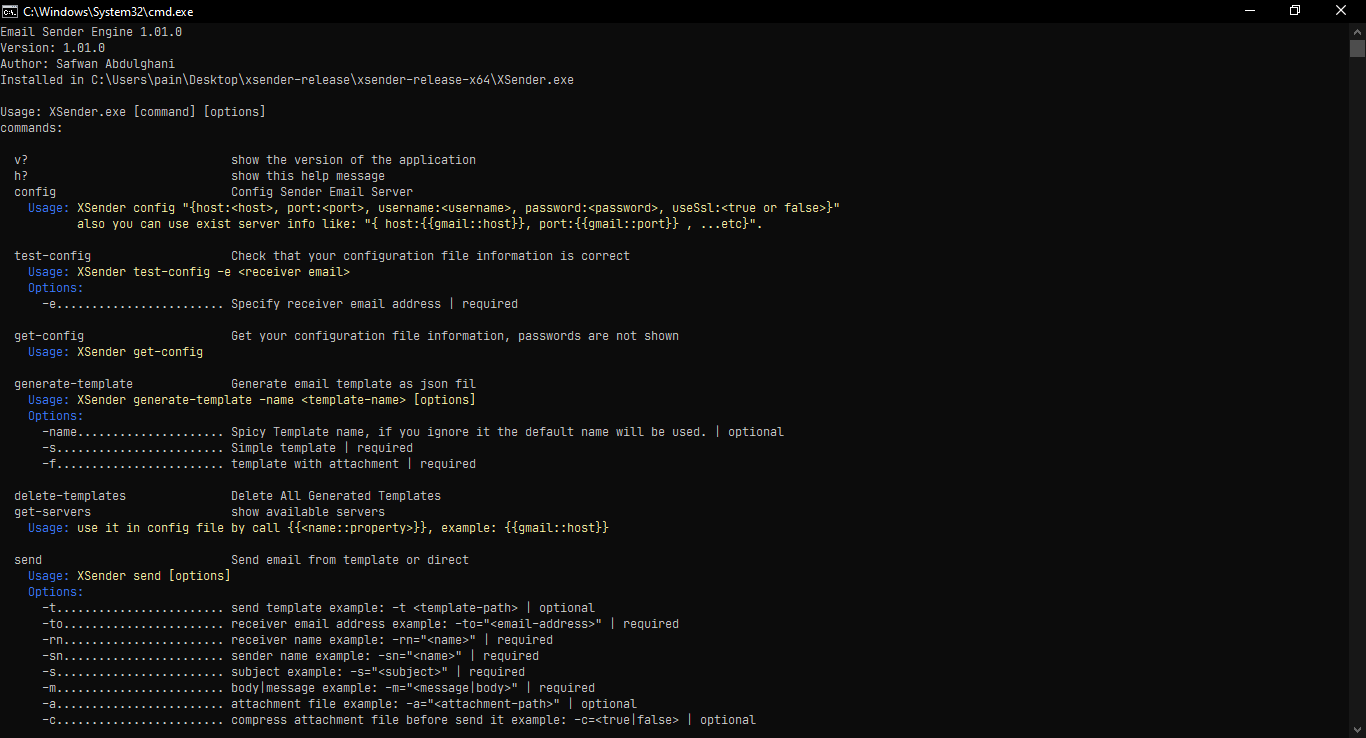 C:\Windows\System32\cmd.exe
Email Sender Engine 1.01.0
Version: 1.01.0
Author: Safwan Abdulghani
Installed in C:\Users\pain\Desktop\xsender-release\xsender-release-x64\XSender.exe
Usage: XSender.exe [command] [options]
commands:
v? show the version of the application
h? show this help message
config Config Sender Email Server
Usage: XSender config "{host:<host>, port:<port>, username:<username>, password:<password>, useSsl:<true or false>}"
also you can use exist server info like: "{ host:{{gmail::host}}, port:{{gmail::port}} , ...etc}".
test-config Check that your configuration file information is correct
Usage: XSender test-config -e <receiver email>
Options:
-e........................ Specify receiver email address | required
get-config Get your configuration file information, passwords are not shown
Usage: XSender get-config
generate-template Generate email template as json fil
Usage: XSender generate-template -name <template-name> [options]
Options:
-name..................... Spicy Template name, if you ignore it the default name will be used. | optional
-s........................ Simple template | required
-f........................ template with attachment | required
delete-templates Delete All Generated Templates
get-servers show available servers
Usage: use it in config file by call {{<name::property>}}, example: {{gmail::host}}
send Send email from template or direct
Usage: XSender send [options]
Options:
-t........................ send template example: -t <template-path> | optional
-to....................... receiver email address example: -to="<email-address>" | required
-rn....................... receiver name example: -rn="<name>" | required
-sn....................... sender name example: -sn="<name>" | required
-s........................ subject example: -s="<subject>" | required
-m........................ body|message example: -m="<message|body>" | required
-a........................ attachment file example: -a="<attachment-path>" | optional
-c........................ compress attachment file before send it example: -c=<true|false> | optional